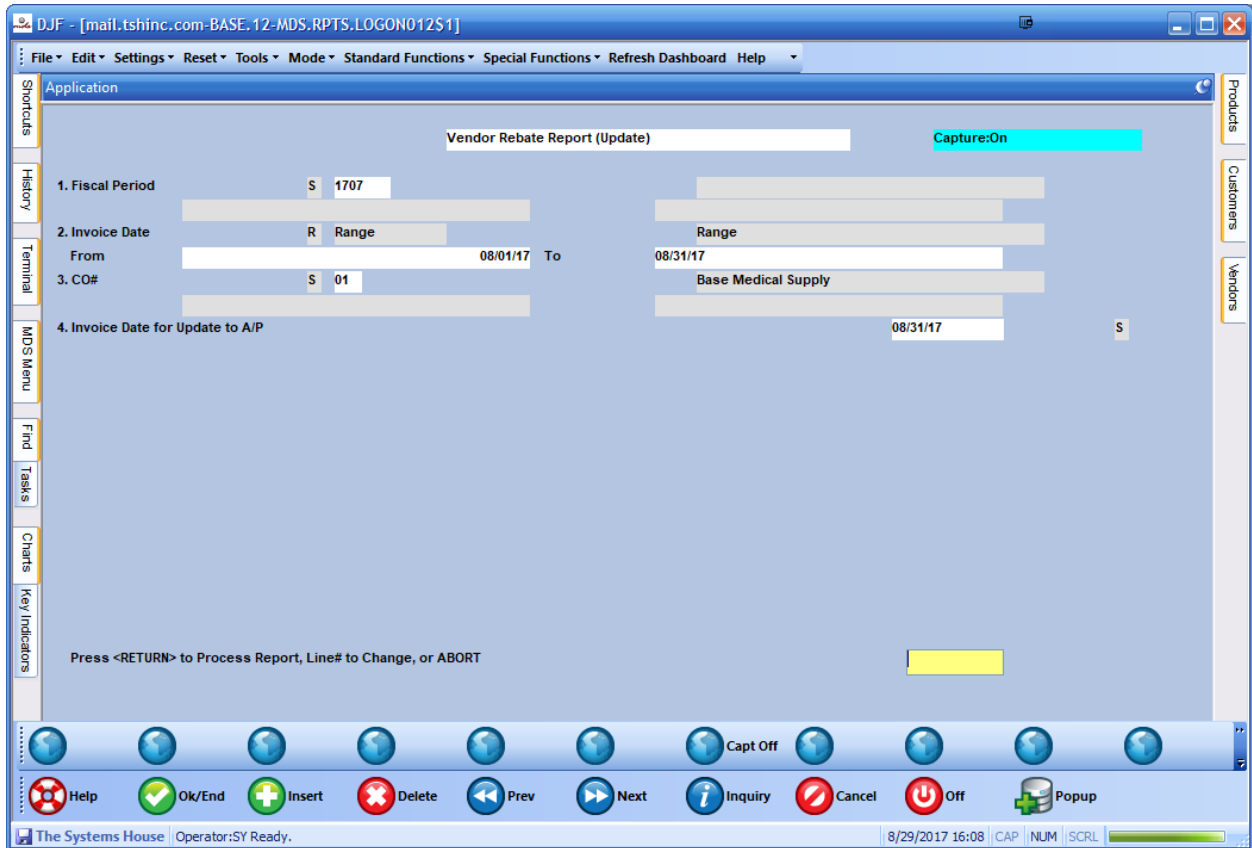 DJF - [mail.tshinc.com-BASE.12-MDS.RPTS.LOGON012$1]
File Edit Settings Reset Tools Mode Standard Functions Special Functions Refresh Dashboard Help
Application
Shortcuts
History
Terminal
MDS Menu
Find
Tasks
Charts
Key Indicators
Products
Customers
Vendors
Vendor Rebate Report (Update) Capture:On
1. Fiscal Period S 1707
2. Invoice Date R Range Range
From 08/01/17 To 08/31/17
3. CO# S 01 Base Medical Supply
4. Invoice Date for Update to A/P 08/31/17 S
Press <RETURN> to Process Report, Line# to Change, or ABORT
Capt Off
Help Ok/End Insert Delete Prev Next Inquiry Cancel Off Popup
The Systems House Operator:SY Ready. 8/29/2017 16:08 CAP NUM SCRL